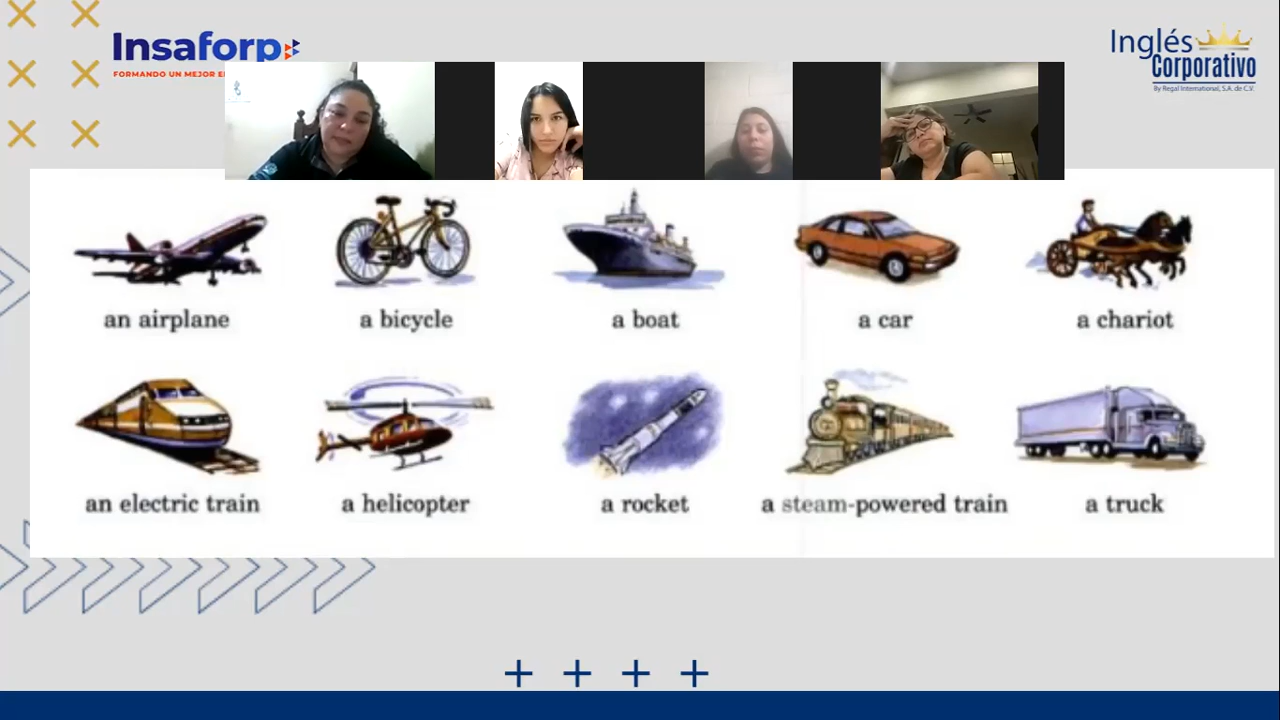 Insaforp
FORMANDO UN MEJOR
Inglés
Corporativo
By Regal International, S.A. de C.V.
an airplane
a bicycle
a boat
a car
a chariot
an electric train
a helicopter
a rocket
a steam-powered train
a truck